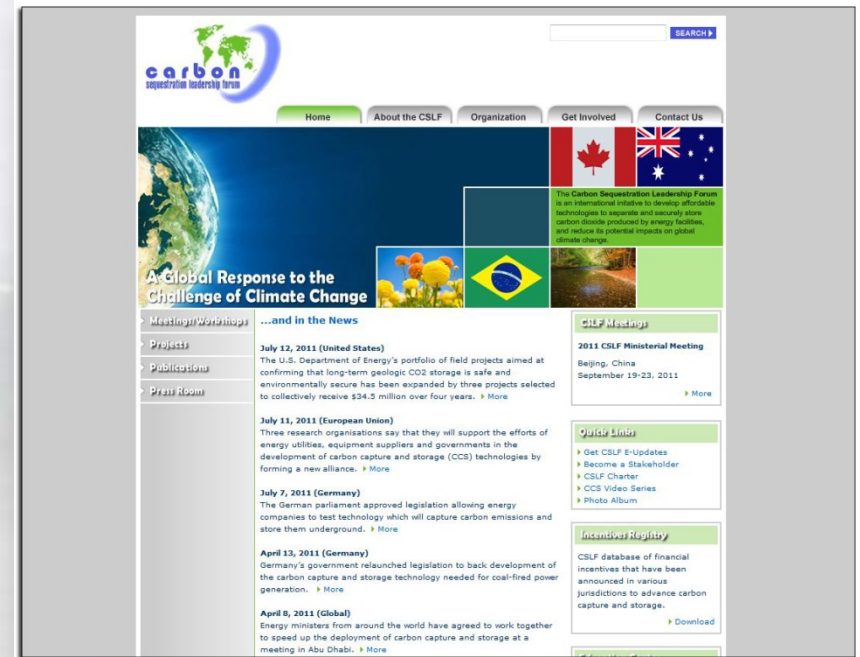 carbon
sequestration leadership forum
SEARCH
Home
About the CSLF
Organization
Get Involved
Contact Us
The Carbon Sequestration Leadership Forum
is an international initiative to develop affordable
technologies to separate and securely store
carbon dioxide produced by energy facilities,
and reduce its potential impacts on global
climate change.
A Global Response to the
Challenge of Climate Change
Meetings/Workshops
Projects
Publications
Press Room
...and in the News
July 12, 2011 (United States)
The U.S. Department of Energy's portfolio of field projects aimed at
confirming that long-term geologic CO2 storage is safe and
environmentally secure has been expanded by three projects selected
to collectively receive $34.5 million over four years. More
July 11, 2011 (European Union)
Three research organisations say that they will support the efforts of
energy utilities, equipment suppliers and governments in the
development of carbon capture and storage (CCS) technologies by
forming a new alliance. More
July 7, 2011 (Germany)
The German parliament approved legislation allowing energy
companies to test technology which will capture carbon emissions and
store them underground. More
April 13, 2011 (Germany)
Germany's government relaunched legislation to back development of
the carbon capture and storage technology needed for coal-fired power
generation. More
April 8, 2011 (Global)
Energy ministers from around the world have agreed to work together
to speed up the deployment of carbon capture and storage at a
meeting in Abu Dhabi. More
CSLF Meetings
2011 CSLF Ministerial Meeting
Beijing, China
September 19-23, 2011
More
Quick Links
Get CSLF E-Updates
Become a Stakeholder
CSLF Charter
CCS Video Series
Photo Album
Incentives Registry
CSLF database of financial
incentives that have been
announced in various
jurisdictions to advance carbon
capture and storage.
Download